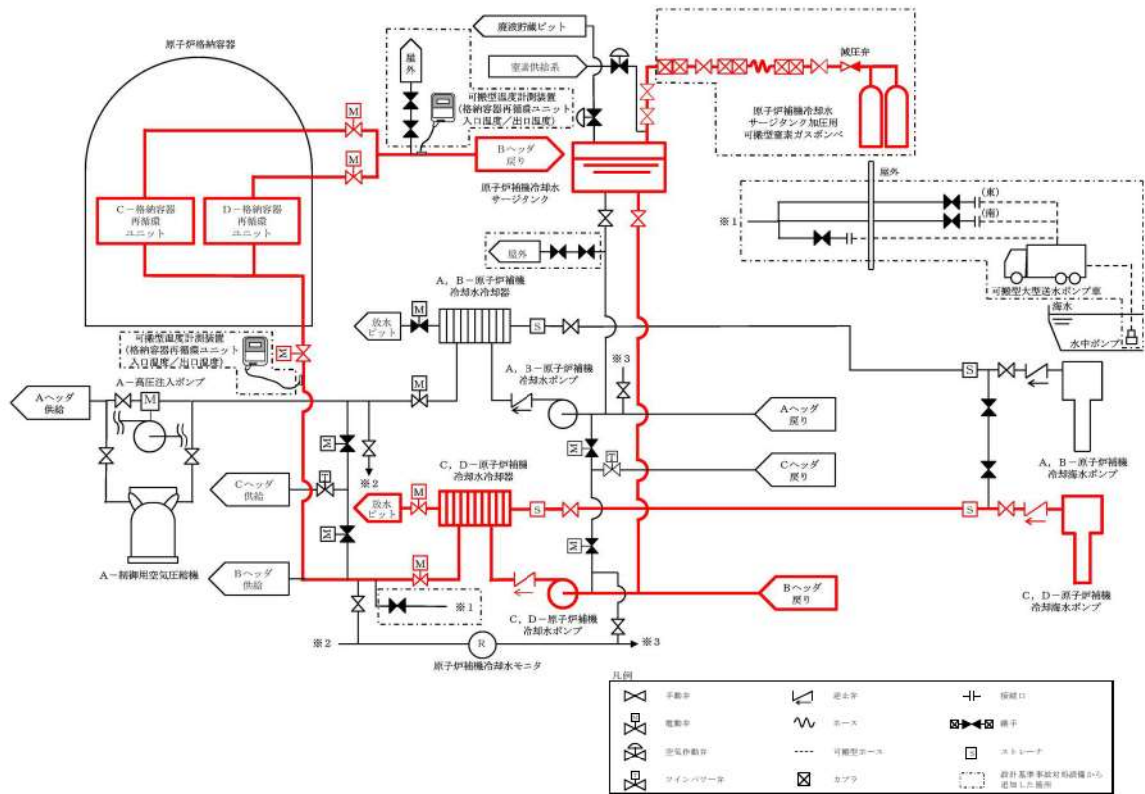 原子炉格納容器
屋外
可搬型温度計測装置
(格納容器再循環ユニット
入口温度/出口温度)
廃液貯蔵ピット
窒素供給系
減圧弁
原子炉補機冷却水
サージタンク加圧用
可搬型窒素ガスボンベ
M
M
Bヘッダ
戻り
原子炉補機冷却水
サージタンク
C-格納容器
再循環
ユニット
D-格納容器
再循環
ユニット
屋外
(東)
(南)
※1
可搬型大型送水ポンプ車
海水
水中ポンプ
屋外
A,B-原子炉補機
冷却水冷却器
放水
ピット
M
S
可搬型温度計測装置
(格納容器再循環ユニット
入口温度/出口温度)
M
A-高圧注入ポンプ
Aヘッダ
供給
M
M
※3
A,B-原子炉補機
冷却水ポンプ
S
Aヘッダ
戻り
A,B-原子炉補機
冷却海水ポンプ
M
M
※2
Cヘッダ
供給
T
T
Cヘッダ
戻り
C,D-原子炉補機
冷却水冷却器
放水
ピット
M
S
S
M
M
A-制御用空気圧縮機
Bヘッダ
供給
M
※1
Bヘッダ
戻り
C,D-原子炉補機
冷却水ポンプ
C,D-原子炉補機
冷却海水ポンプ
※2
R
※3
原子炉補機冷却水モニタ
凡例
手動弁
逆止弁
接続口
M
電動弁
ホース
継手
空気作動弁
可搬型ホース
S
ストレーナ
T
ツインパワー弁
カプラ
設計基準事故対処設備から
追加した箇所